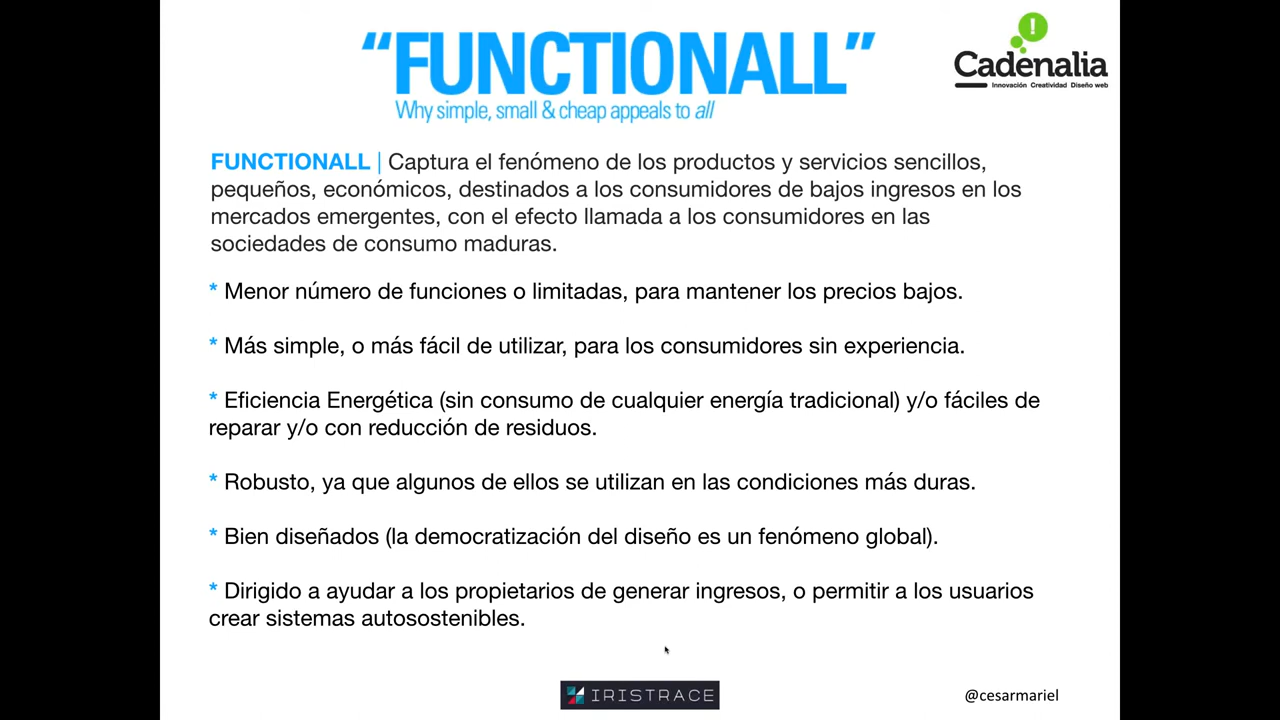 “FUNCTIONALL”
Why simple, small & cheap appeals to all
!
Cadenalia
Innovación Creatividad Diseño web
FUNCTIONALL | Captura el fenómeno de los productos y servicios sencillos,
pequeños, económicos, destinados a los consumidores de bajos ingresos en los
mercados emergentes, con el efecto llamada a los consumidores en las
sociedades de consumo maduras.
* Menor número de funciones o limitadas, para mantener los precios bajos.
* Más simple, o más fácil de utilizar, para los consumidores sin experiencia.
* Eficiencia Energética (sin consumo de cualquier energía tradicional) y/o fáciles de
reparar y/o con reducción de residuos.
* Robusto, ya que algunos de ellos se utilizan en las condiciones más duras.
* Bien diseñados (la democratización del diseño es un fenómeno global).
* Dirigido a ayudar a los propietarios de generar ingresos, o permitir a los usuarios
crear sistemas autosostenibles.
IRISTRACE
@cesarmariel